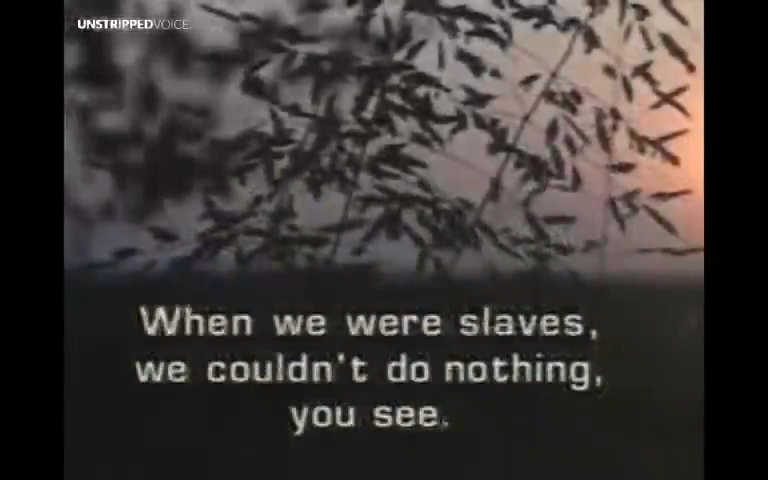 UNSTRIPPEDVOICE
When we were slaves,
we couldn't do nothing,
you see.